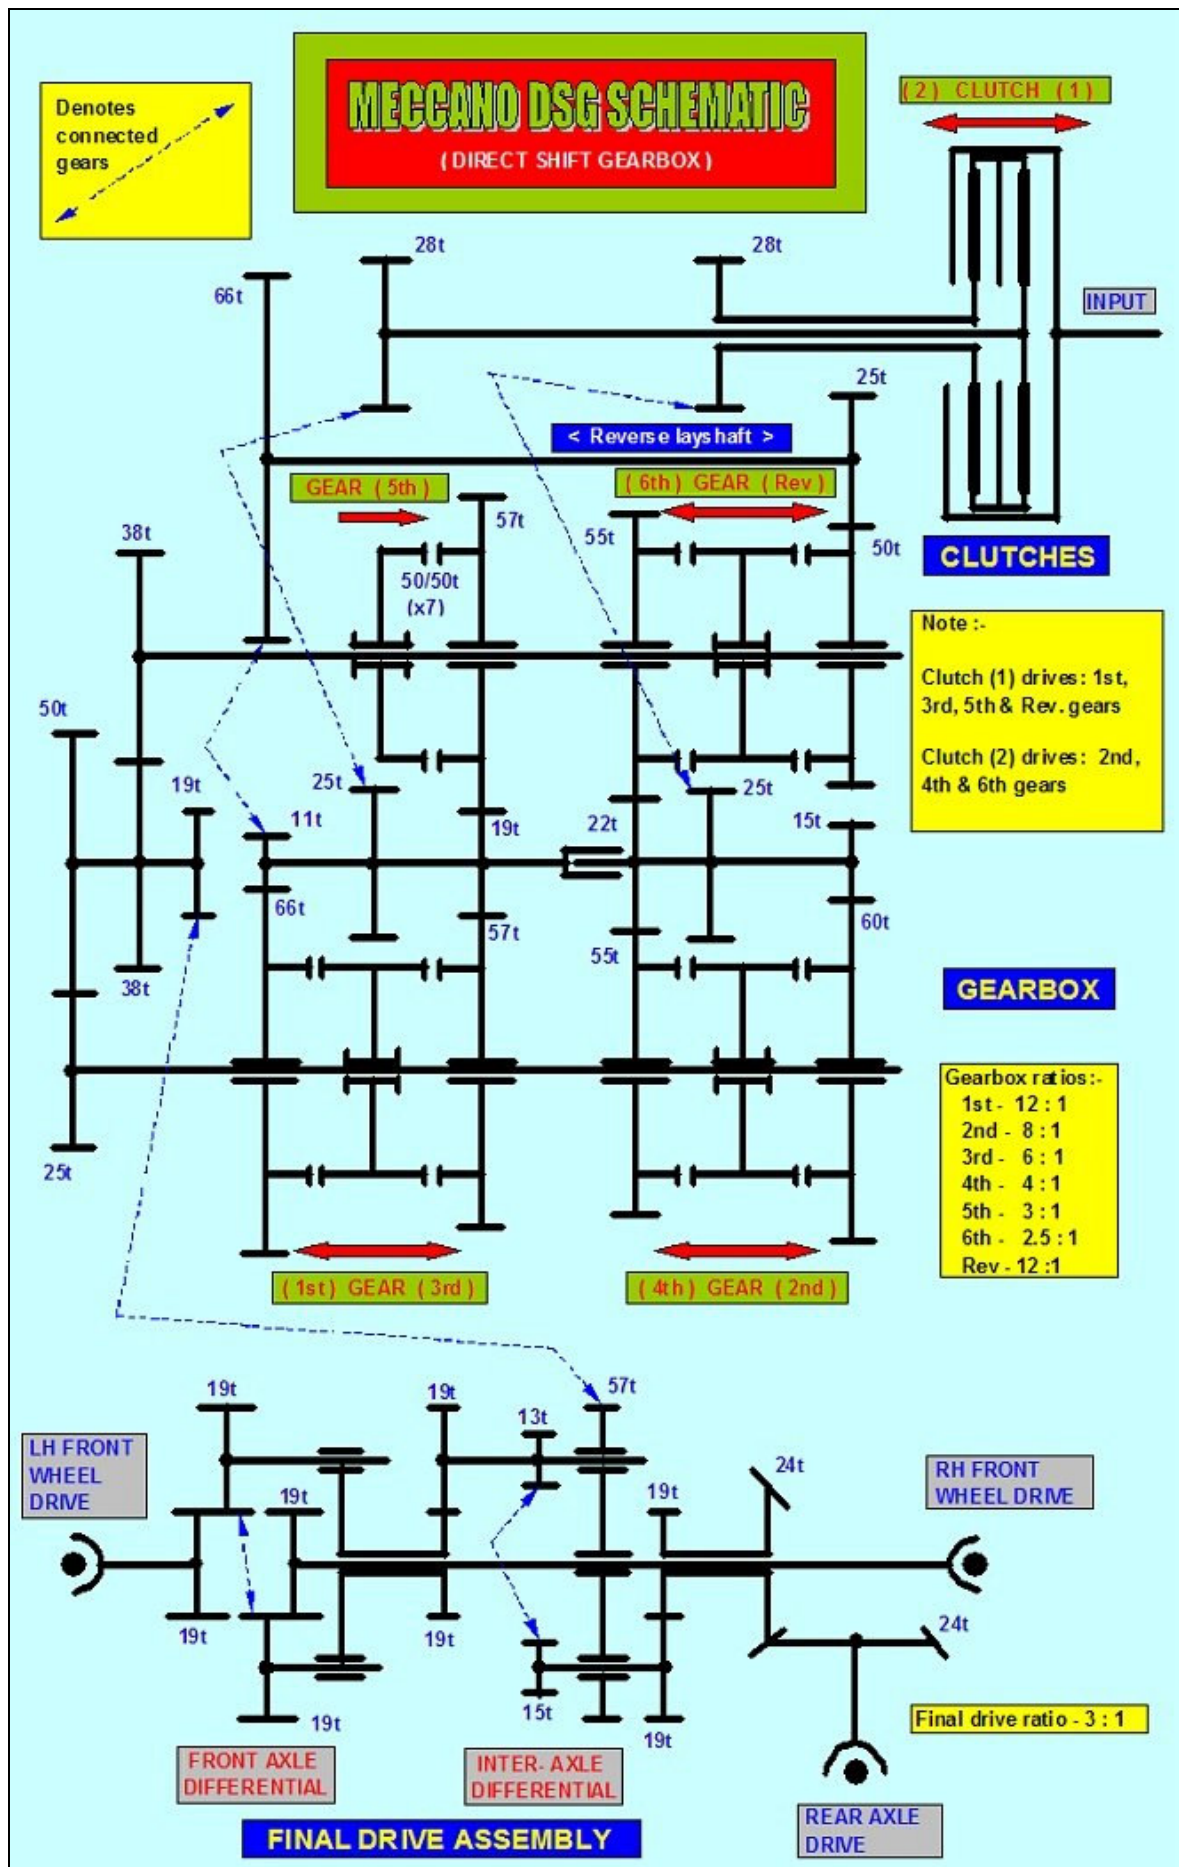 Denotes
connected
gears
MECCANO DSG SCHEMATIC
( DIRECT SHIFT GEARBOX )
(2) CLUTCH (1)
28t
28t
66t
INPUT
25t
< Reverse layshaft >
GEAR ( 5th )
( 6th ) GEAR ( Rev )
57t
55t
38t
50t
CLUTCHES
50/50t
(x7)
Note :-
Clutch (1) drives: 1st,
3rd, 5th & Rev. gears
Clutch (2) drives: 2nd,
4th & 6th gears
50t
19t
25t
25t
11t
19t
22t
15t
66t
57t
55t
60t
38t
GEARBOX
Gearbox ratios:-
1st - 12 : 1
2nd - 8 : 1
3rd - 6 : 1
4th - 4 : 1
5th - 3 : 1
6th - 2.5 : 1
Rev - 12 :1
25t
( 1st ) GEAR ( 3rd )
( 4th ) GEAR ( 2nd )
19t
19t
57t
13t
LH FRONT
WHEEL
DRIVE
24t
RH FRONT
WHEEL DRIVE
19t
19t
19t
19t
24t
15t
19t
19t
Final drive ratio - 3 : 1
FRONT AXLE
DIFFERENTIAL
INTER- AXLE
DIFFERENTIAL
REAR AXLE
DRIVE
FINAL DRIVE ASSEMBLY